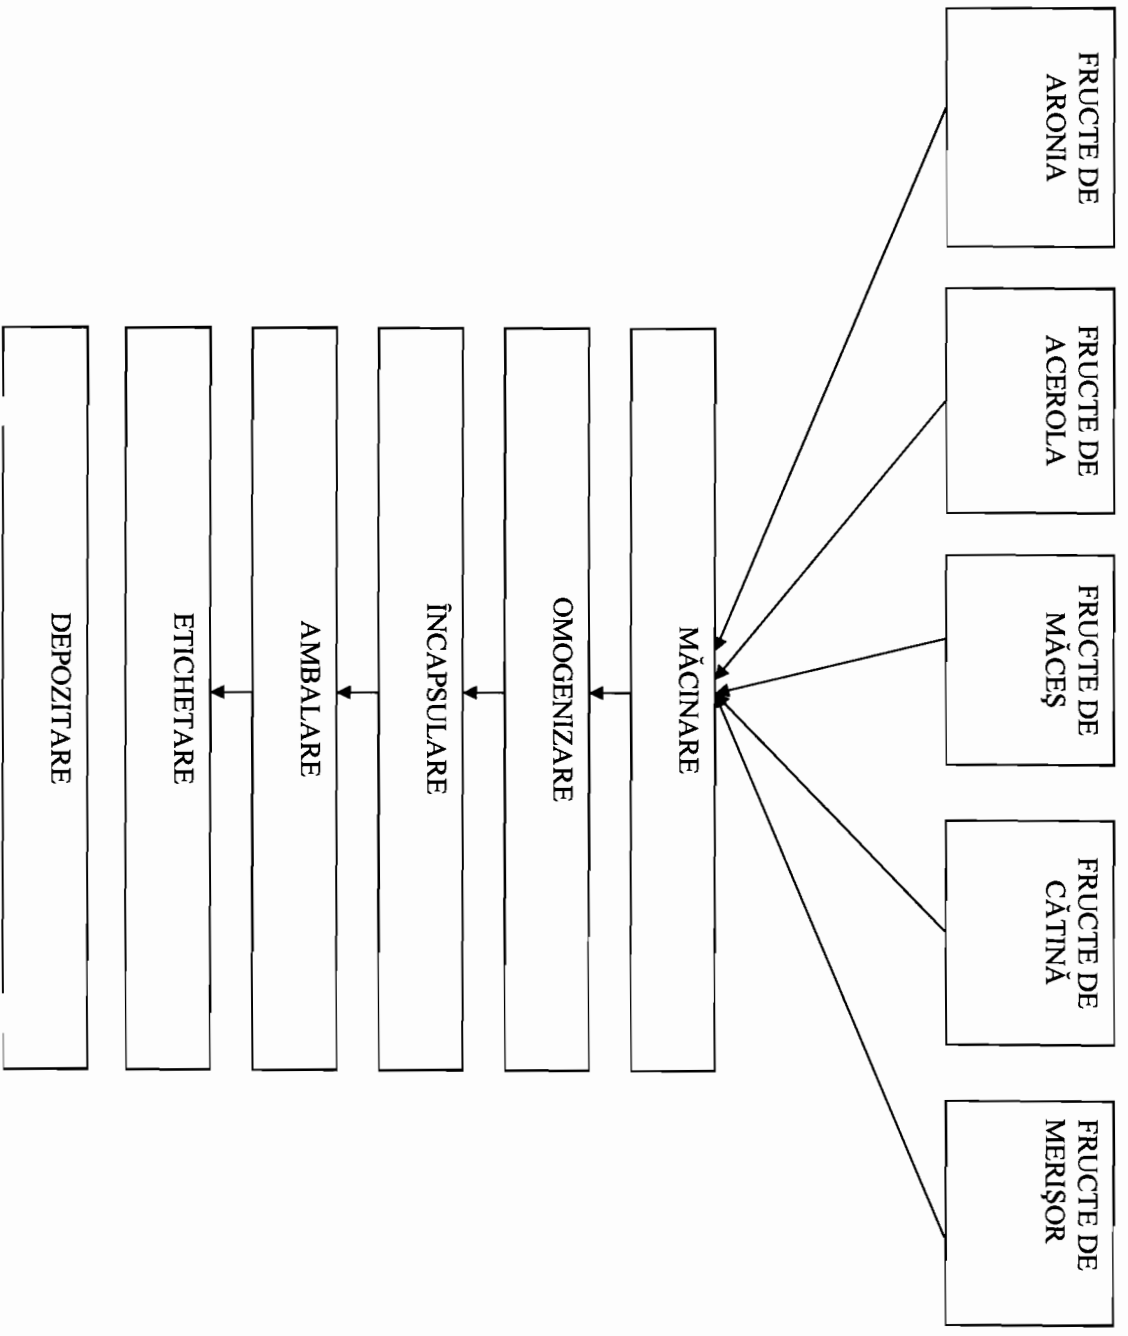 FRUCTE DE
ARONIA
FRUCTE DE
ACEROLA
FRUCTE DE
MĂCEȘ
FRUCTE DE
CĂTINĂ
FRUCTE DE
MERIȘOR
MĂCINARE
OMOGENIZARE
ÎNCAPSULARE
AMBALARE
ETICHETARE
DEPOZITARE